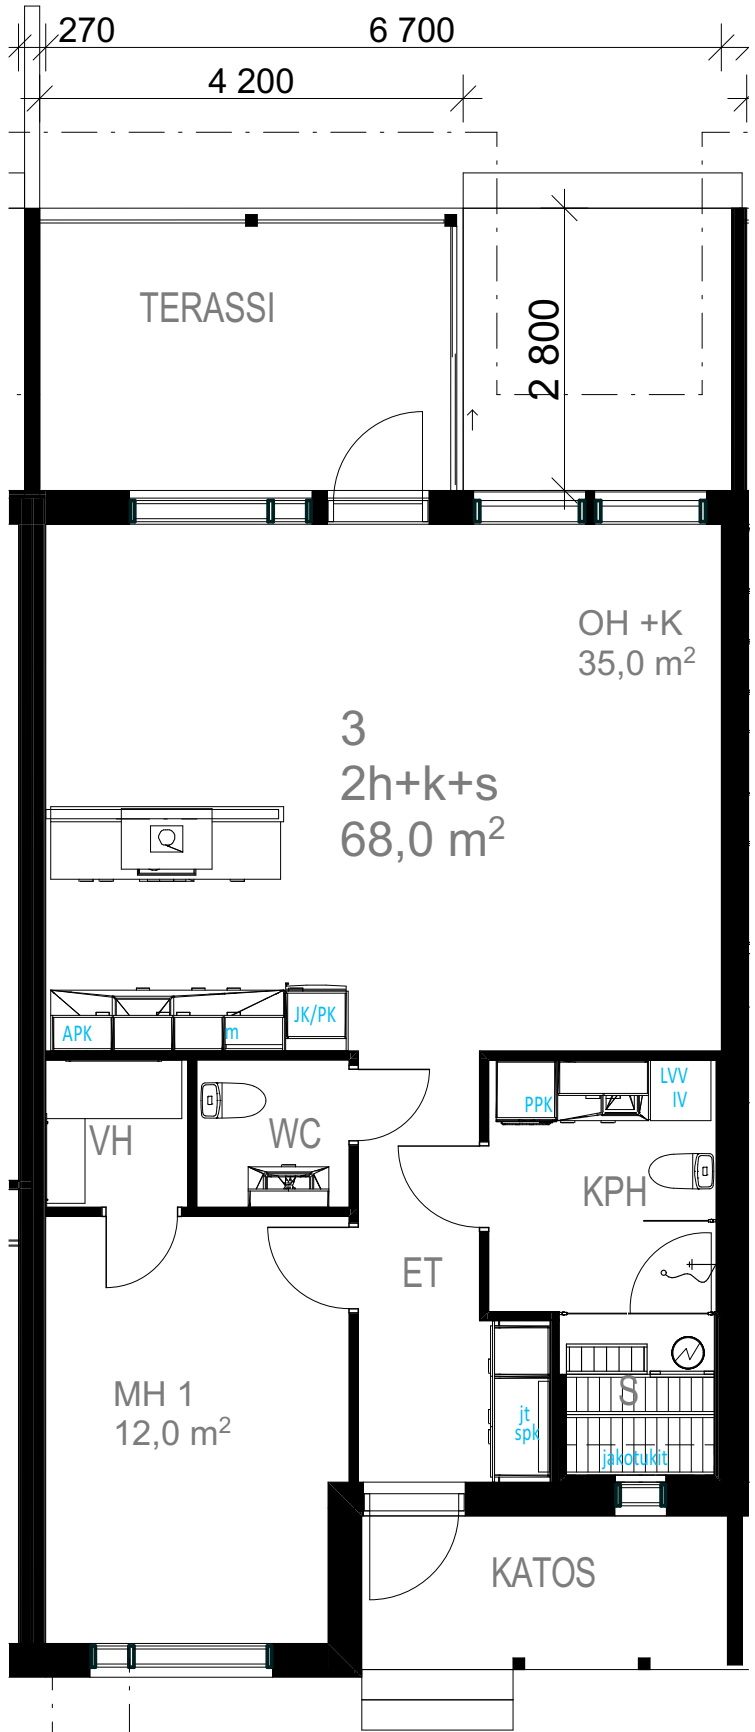 270
6 700
4 200
TERASSI
2 800
OH +K
35,0 m²
3
2h+k+s
68,0 m²
APK
m
JK/PK
VH
WC
PPK
LVV
IV
KPH
ET
MH 1
12,0 m²
jt
spk
S
jakotukit
KATOS